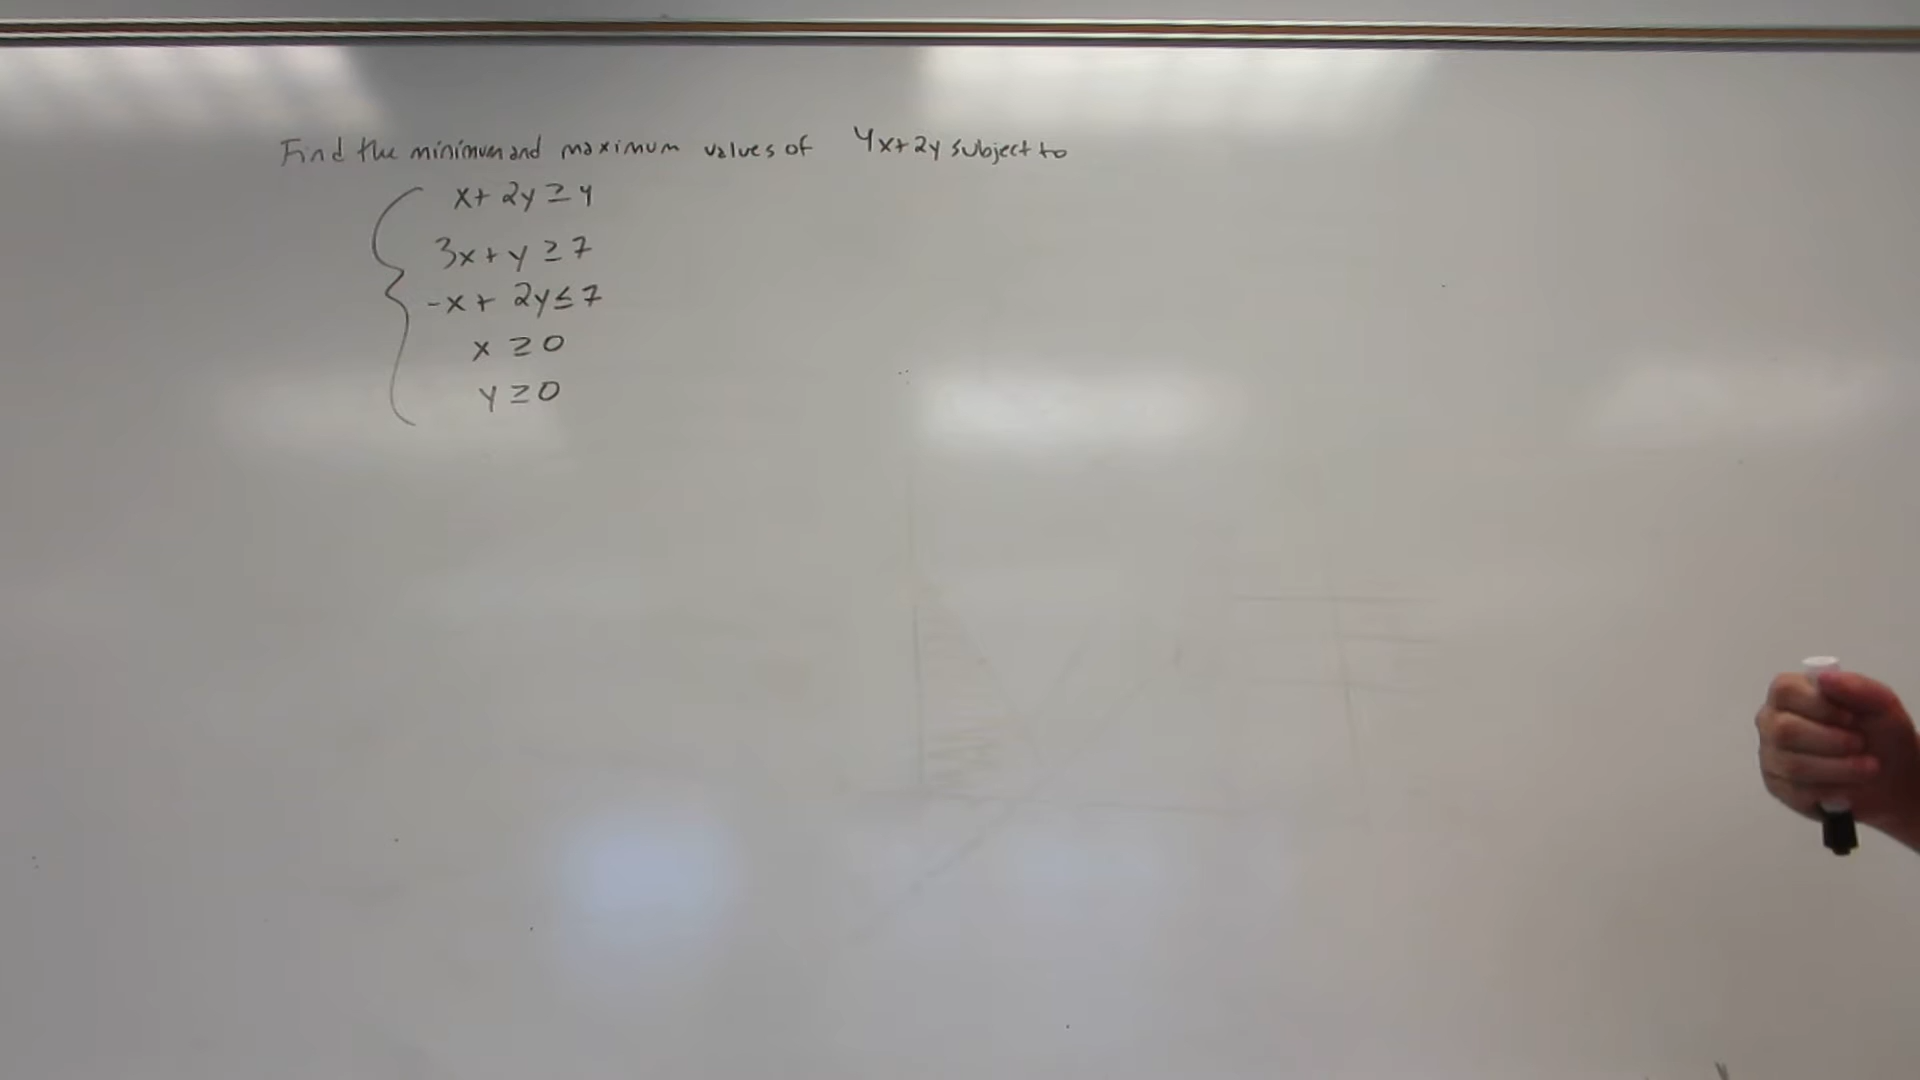 Find the minimum and maximum values of 4x+2y subject to
x+2y≥4
3x+y≥7
-x+2y≤7
x≥0
y≥0